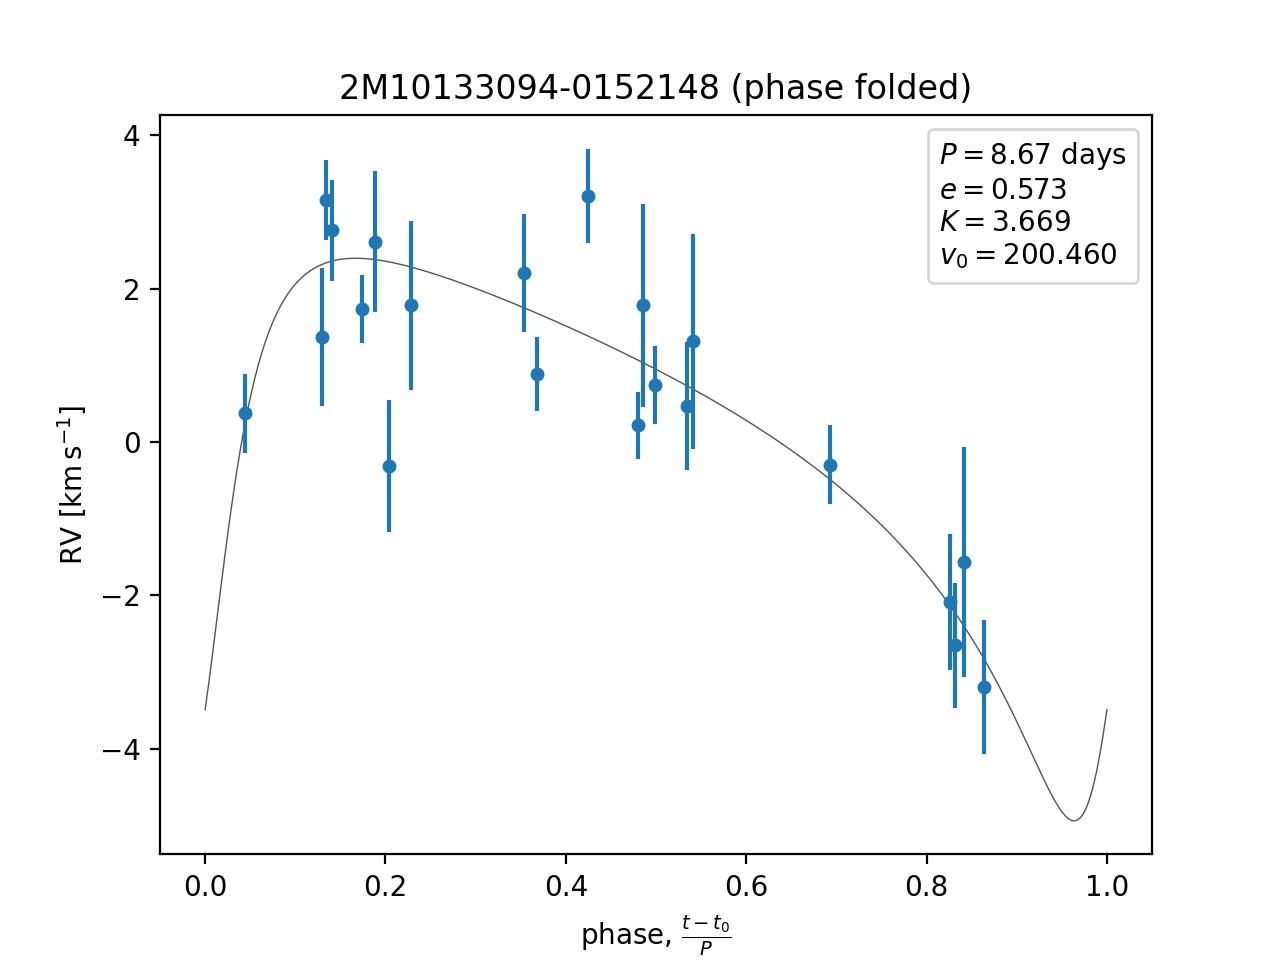 2M10133094-0152148 (phase folded)
P = 8.67 days
e = 0.573
K = 3.669
v₀ = 200.460
4
2
0
−2
−4
RV [km s⁻¹]
0.0 0.2 0.4 0.6 0.8 1.0
phase, (t − t₀)/P